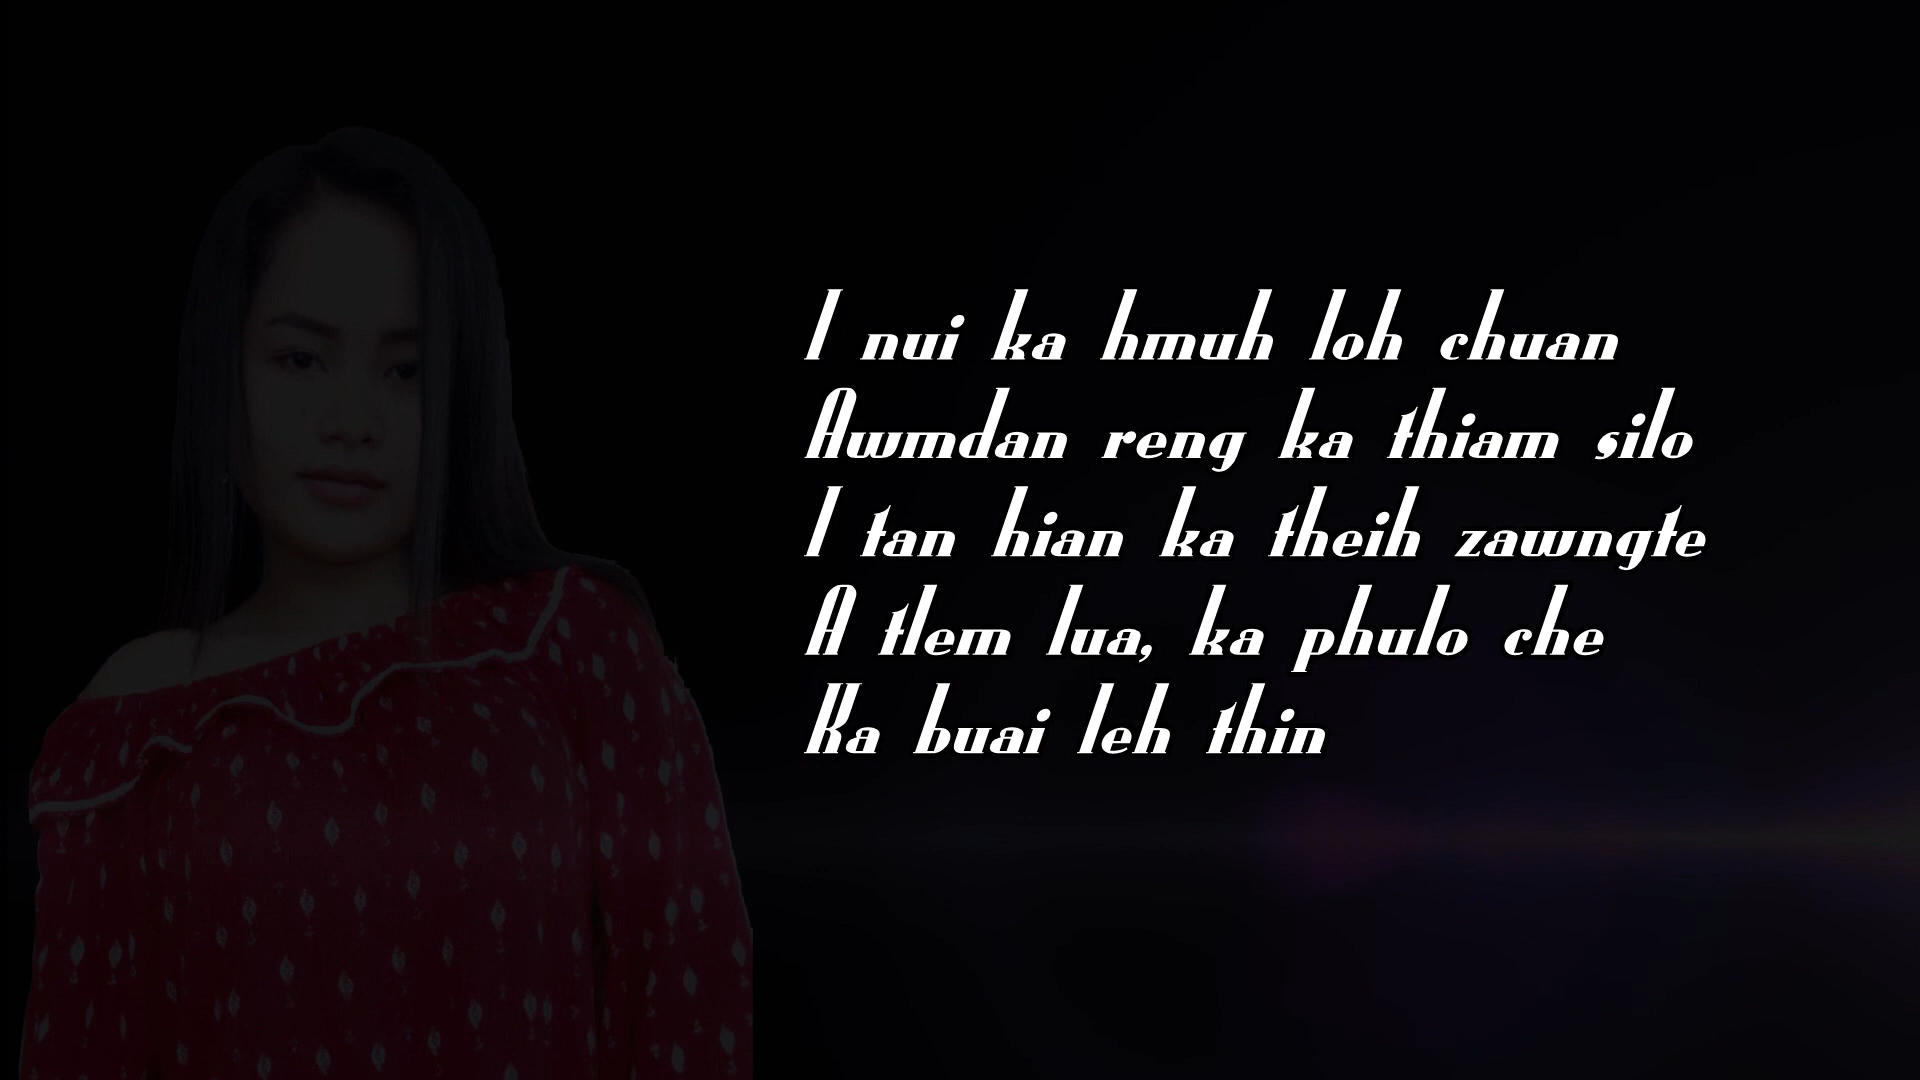 I nui ka hmuh loh chuan
Awmdan reng ka thiam silo
I tan hian ka theih zawngte
A tlem lua, ka phulo che
Ka buai leh thin